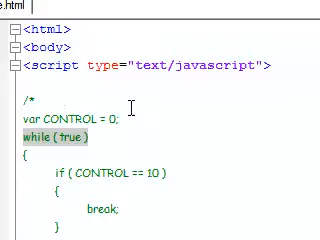 e.html
<html>
<body>
<script type="text/javascript">
/*
var CONTROL = 0;
while ( true )
{
if ( CONTROL == 10 )
{
break;
}